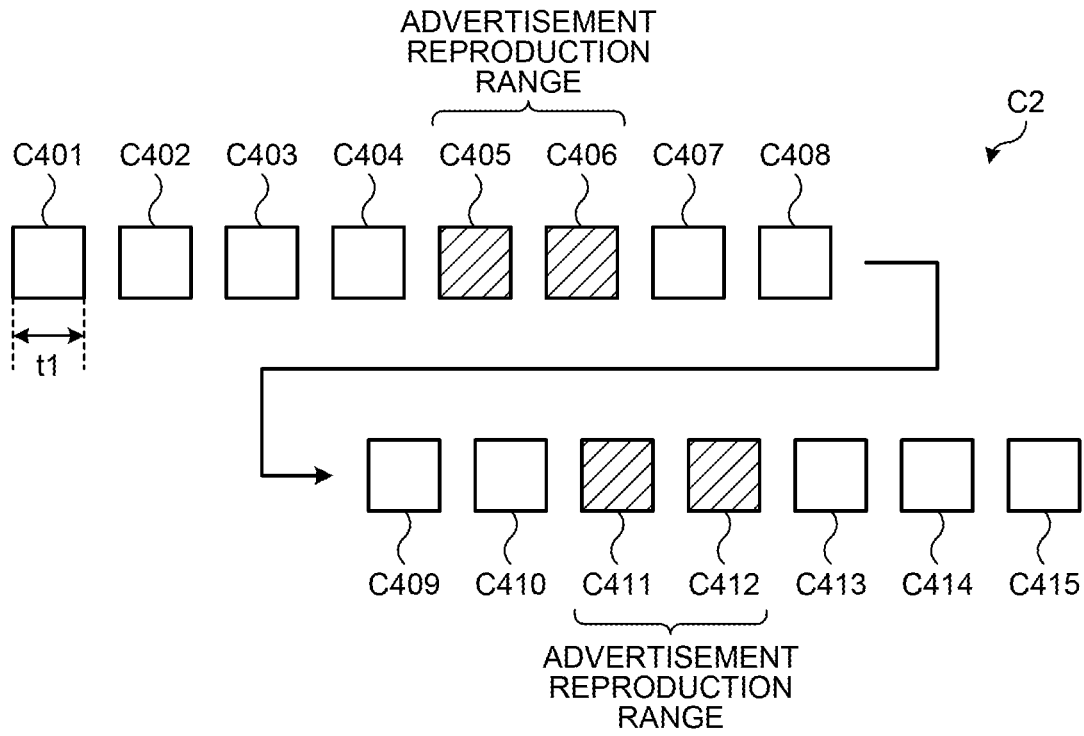 ADVERTISEMENT
REPRODUCTION
RANGE
C2
C401 C402 C403 C404 C405 C406 C407 C408
t1
C409 C410 C411 C412 C413 C414 C415
ADVERTISEMENT
REPRODUCTION
RANGE